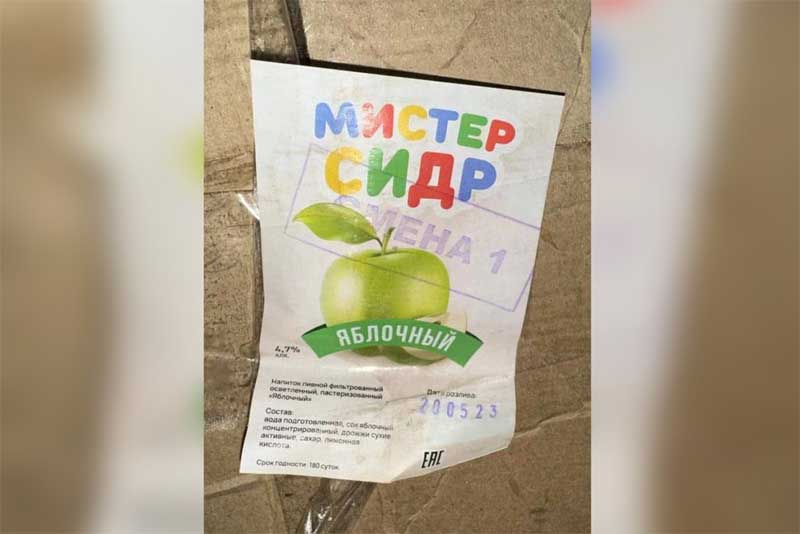 МИСТЕР
СИДР
СМЕНА 1
ЯБЛОЧНЫЙ
4,7%
алк.
Напиток пивной фильтрованный
осветленный, пастеризованный
«Яблочный»
Дата розлива:
200523
Состав:
вода подготовленная, сок яблочный
концентрированный, дрожжи сухие
активные, сахар, лимонная
кислота.
Срок годности: 180 суток.
ЕАС